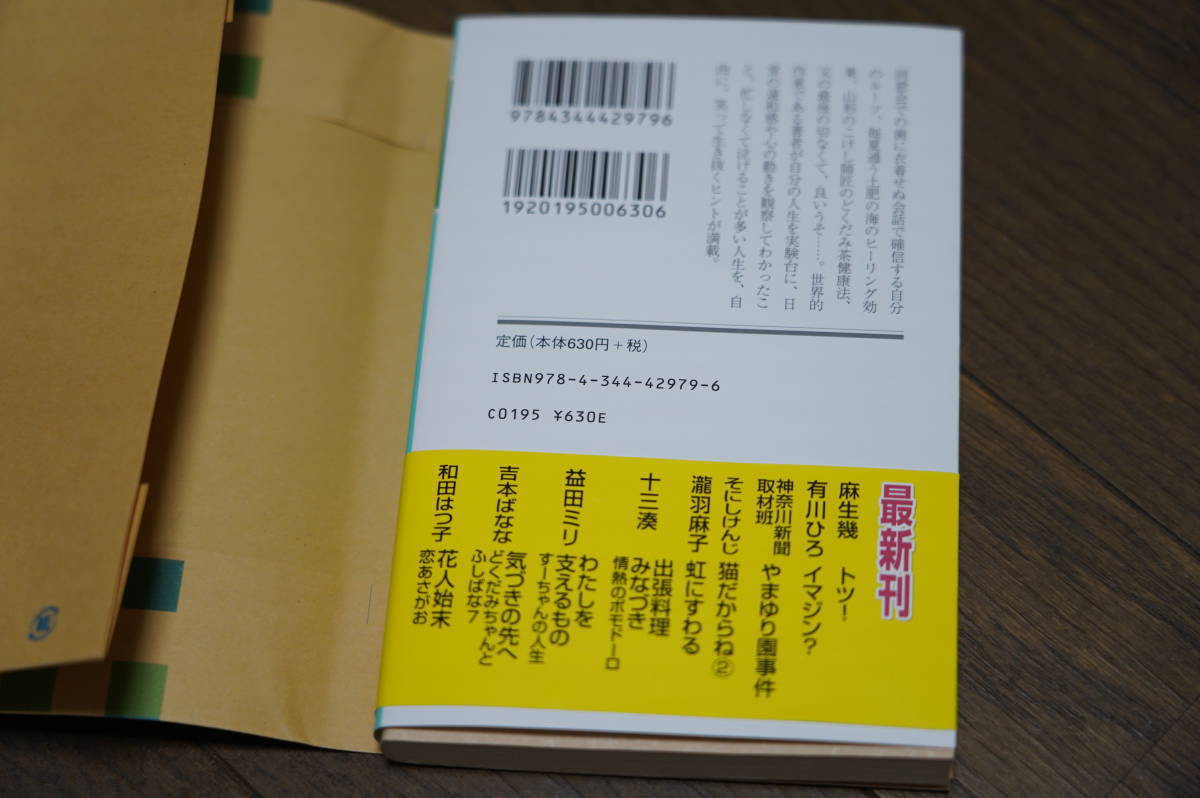 9784344429796
1920195006306
同窓会での歯に衣着せぬ会話で確信する自分
のルーツ、毎夏通う土肥の海のヒーリング効
果、山形のこけし師匠のどくだみ茶健康法、
父の最後の切なくて、良いうそ……。世界的
作家である著者が自分の人生を実験台に、日
常の違和感や心の動きを観察してわかったこ
と。忙しなくて泣けることが多い人生を、自
由に、笑って生き抜くヒントが満載。
定価(本体630円+税)
ISBN978-4-344-42979-6
C0195 ¥630E
最新刊
麻生幾 トツ!
有川ひろ イマジン?
神奈川新聞
取材班 やまゆり園事件
そにしけんじ 猫だからね②
瀧羽麻子 虹にすわる
十三湊 出張料理
みなづき
情熱のポモドーロ
益田ミリ わたしを
支えるもの
すーちゃんの人生
吉本ばなな 気づきの先へ
どくだみちゃんと
ふしばな7
和田はつ子 花人始末
恋あさがお